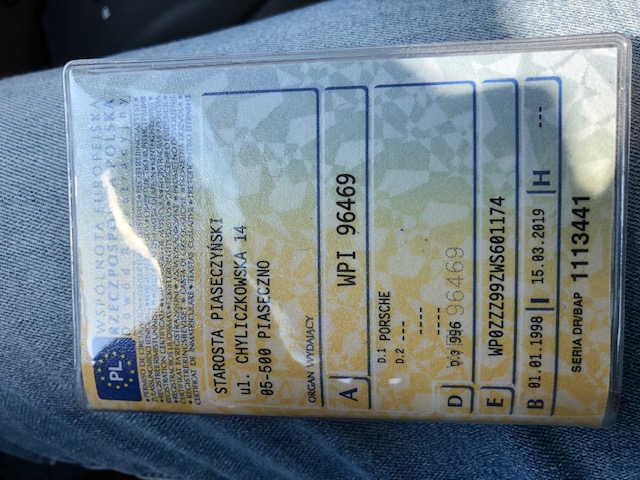 PL
WSPÓLNOTA EUROPEJSKA
RZECZPOSPOLITA POLSKA
STAROSTA PIASECZYŃSKI
ul. CHYLICZKOWSKA 14
05-500 PIASECZNO
ORGAN WYDAJĄCY
A WPI 96469
D.1 PORSCHE
D.2 ---
----
----
D D.3 996 96469
E WP0ZZZ99ZWS601174
B 01.01.1998 I 15.03.2019 H ---
SERIA DR/BAP 1113441